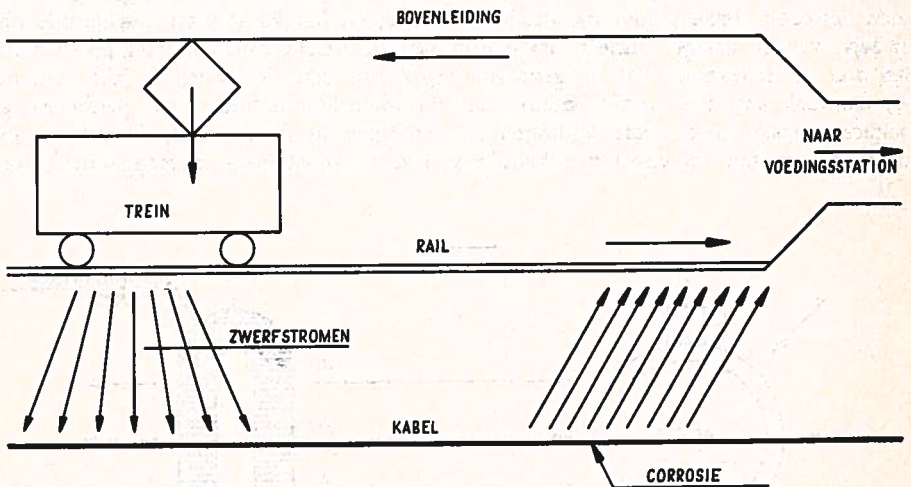 BOVENLEIDING
NAAR
VOEDINGSSTATION
TREIN
RAIL
ZWERFSTROMEN
KABEL
CORROSIE